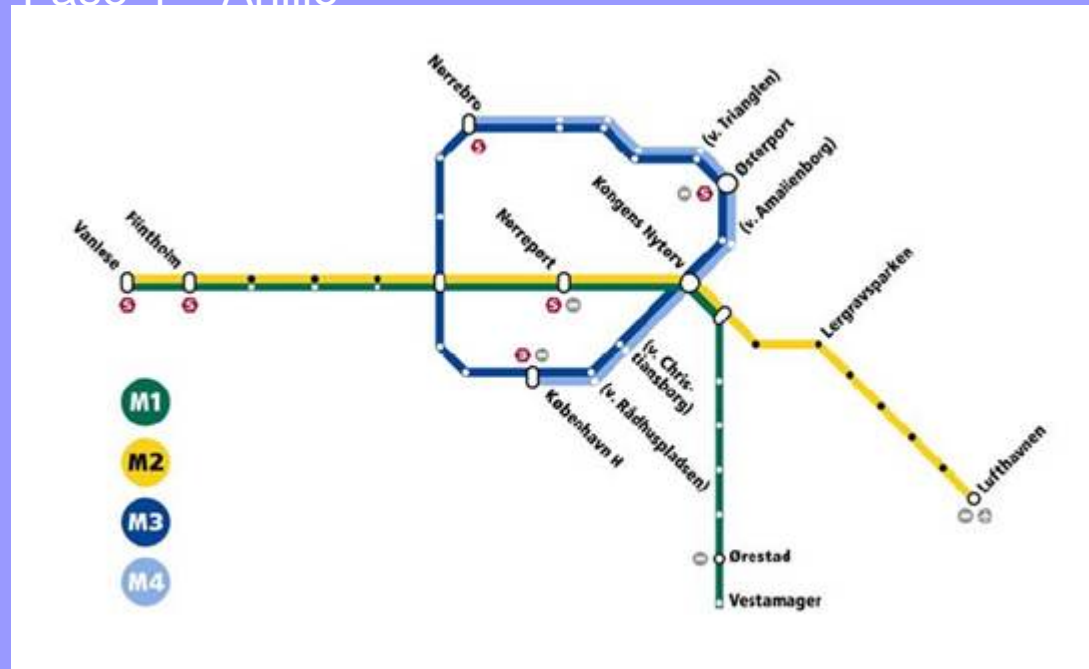 Nørrebro
(v. Trianglen)
Østerport
(v. Amalienborg)
Kongens Nytorv
Nørreport
Flintholm
Vanløse
Lergravsparken
(v. Chris-
tiansborg)
(v. Rådhuspladsen)
København H
Lufthavnen
Ørestad
Vestamager
M1
M2
M3
M4